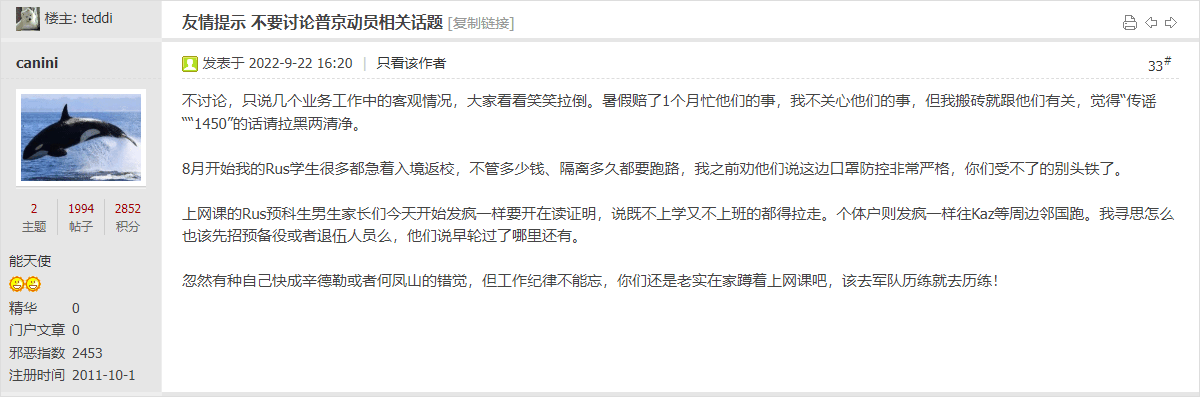 楼主: teddi
友情提示 不要讨论普京动员相关话题 [复制链接]
canini
发表于 2022-9-22 16:20 | 只看该作者
33#
不讨论，只说几个业务工作中的客观情况，大家看看笑笑拉倒。暑假赔了1个月忙他们的事，我不关心他们的事，但我搬砖就跟他们有关，觉得“传谣
““1450”的话请拉黑两清净。
8月开始我的Rus学生很多都急着入境返校，不管多少钱、隔离多久都要跑路，我之前劝他们说这边口罩防控非常严格，你们受不了的别头铁了。
上网课的Rus预科生男生家长们今天开始发疯一样要开在读证明，说既不上学又不上班的都得拉走。个体户则发疯一样往Kaz等周边邻国跑。我寻思怎么
也该先招预备役或者退伍人员么，他们说早轮过了哪里还有。
忽然有种自己快成辛德勒或者何凤山的错觉，但工作纪律不能忘，你们还是老实在家蹲着上网课吧，该去军队历练就去历练！
2 1994 2852
主题 帖子 积分
能天使
精华 0
门户文章 0
邪恶指数 2453
注册时间 2011-10-1